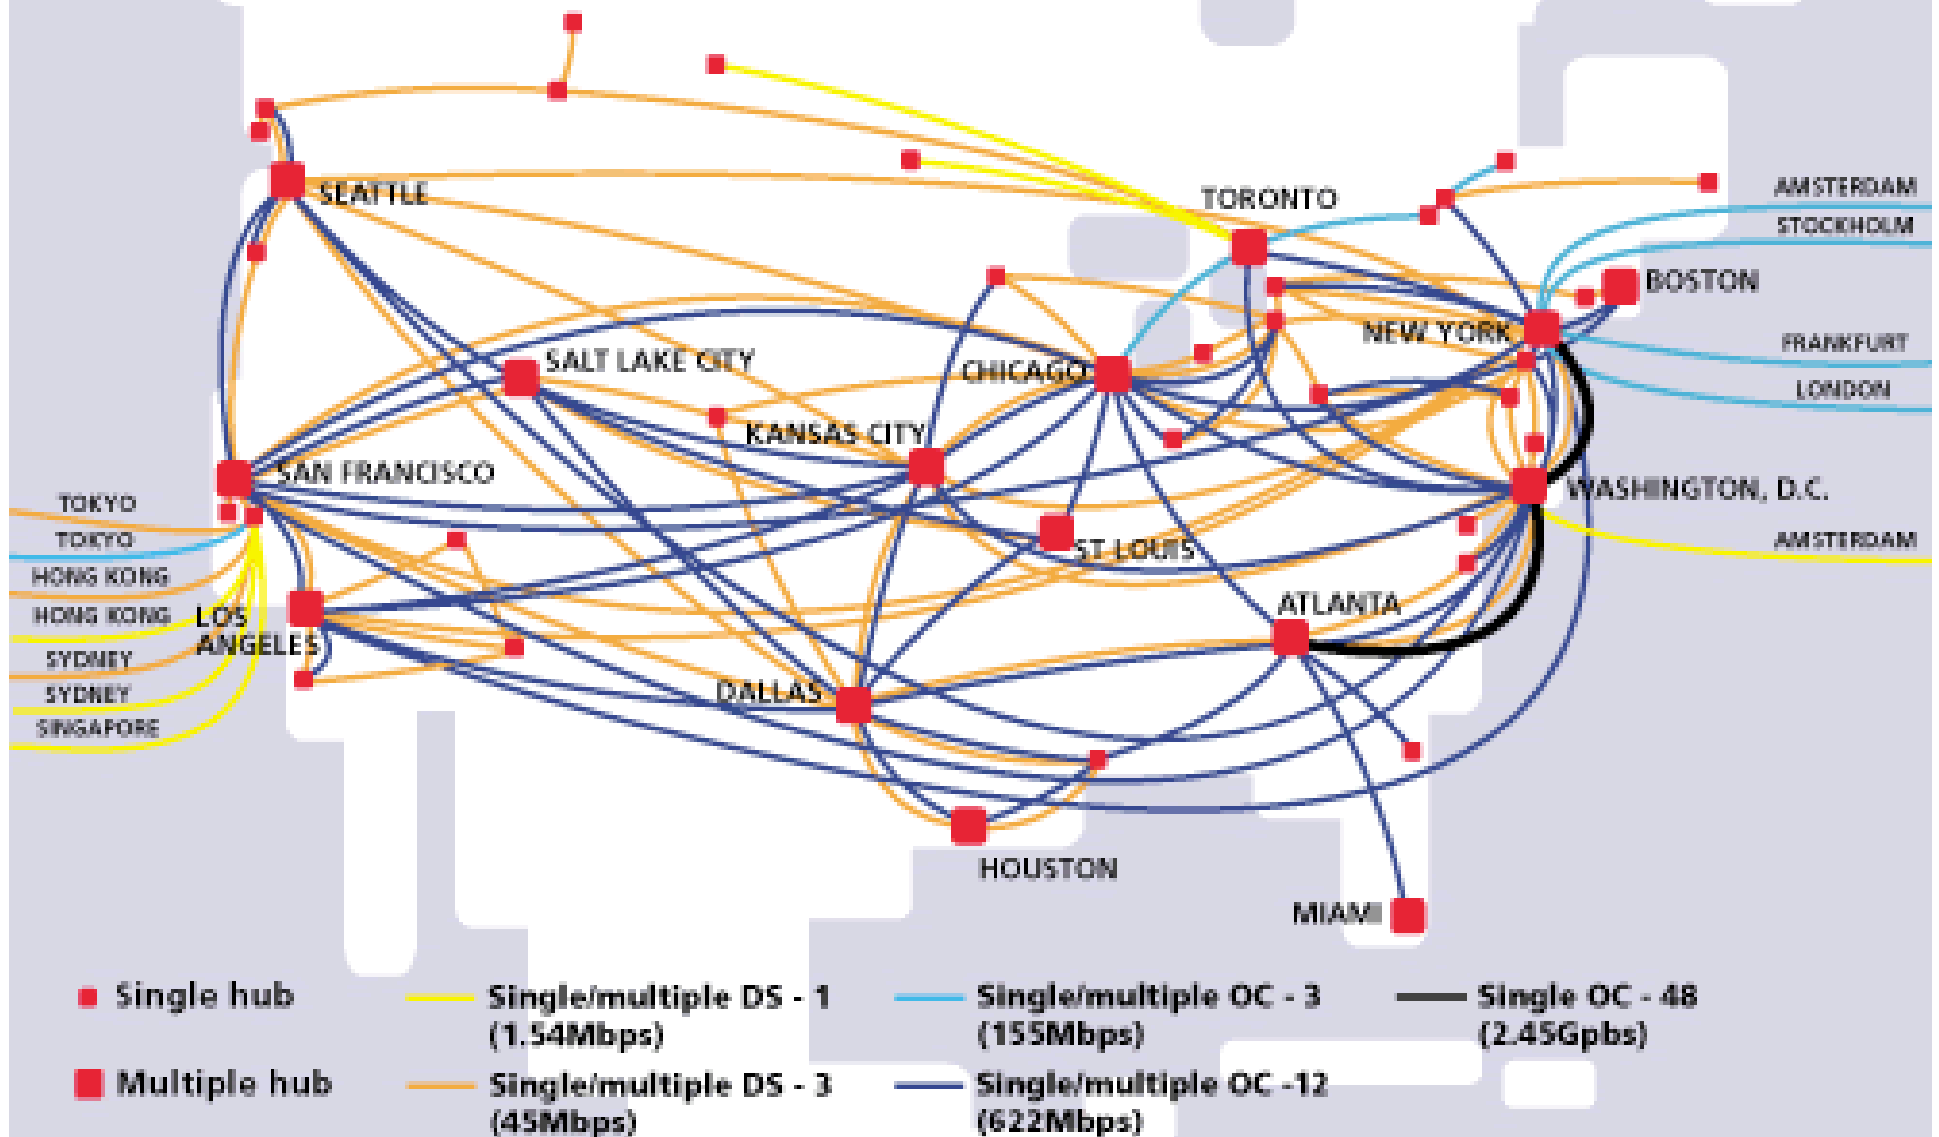 SEATTLE
TORONTO
AMSTERDAM
STOCKHOLM
BOSTON
NEW YORK
FRANKFURT
SALT LAKE CITY
CHICAGO
LONDON
KANSAS CITY
SAN FRANCISCO
WASHINGTON, D.C.
TOKYO
TOKYO
AMSTERDAM
ST LOUIS
HONG KONG
HONG KONG
LOS
ANGELES
ATLANTA
SYDNEY
SYDNEY
DALLAS
SINGAPORE
HOUSTON
MIAMI
Single hub
Single/multiple DS - 1
(1.54Mbps)
Single/multiple OC - 3
(155Mbps)
Single OC - 48
(2.45Gpbs)
Multiple hub
Single/multiple DS - 3
(45Mbps)
Single/multiple OC -12
(622Mbps)